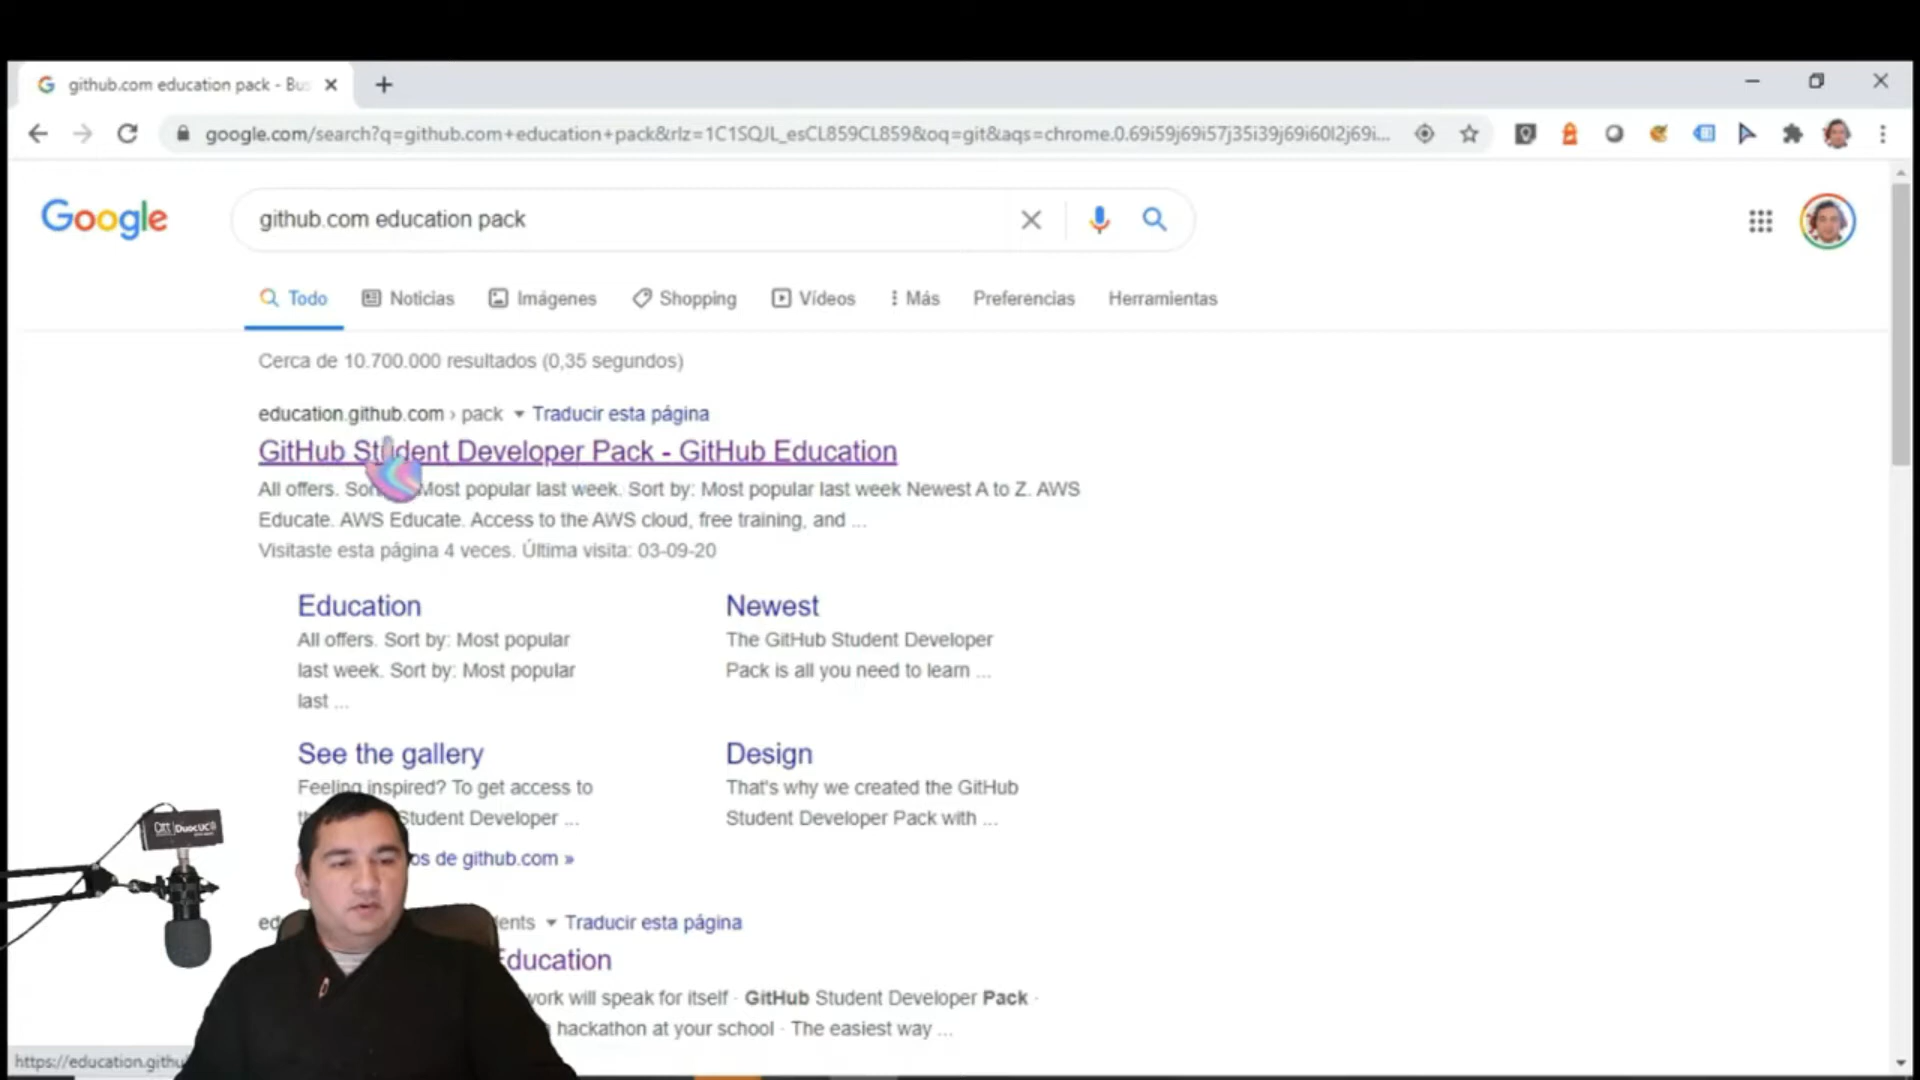 github.com education pack - Bus
google.com/search?q=github.com+education+pack&rlz=1C1SQJL_esCL859CL859&oq=git&aqs=chrome.0.69i59j69i57j35i39j69i60l2j69i...
Google
github.com education pack
Todo Noticias Imágenes Shopping Vídeos Más Preferencias Herramientas
Cerca de 10.700.000 resultados (0,35 segundos)
education.github.com › pack Traducir esta página
GitHub Student Developer Pack - GitHub Education
All offers. Most popular last week. Sort by: Most popular last week Newest A to Z. AWS
Educate. AWS Educate. Access to the AWS cloud, free training, and ...
Visitaste esta página 4 veces. Última visita: 03-09-20
Education
All offers. Sort by: Most popular
last week. Sort by: Most popular
last ...
Newest
The GitHub Student Developer
Pack is all you need to learn ...
See the gallery
Feeling inspired? To get access to
Student Developer ...
Design
That's why we created the GitHub
Student Developer Pack with ...
de github.com »
Traducir esta página
Education
work will speak for itself · GitHub Student Developer Pack ·
hackathon at your school · The easiest way ...
DuocUC
https://education.githu